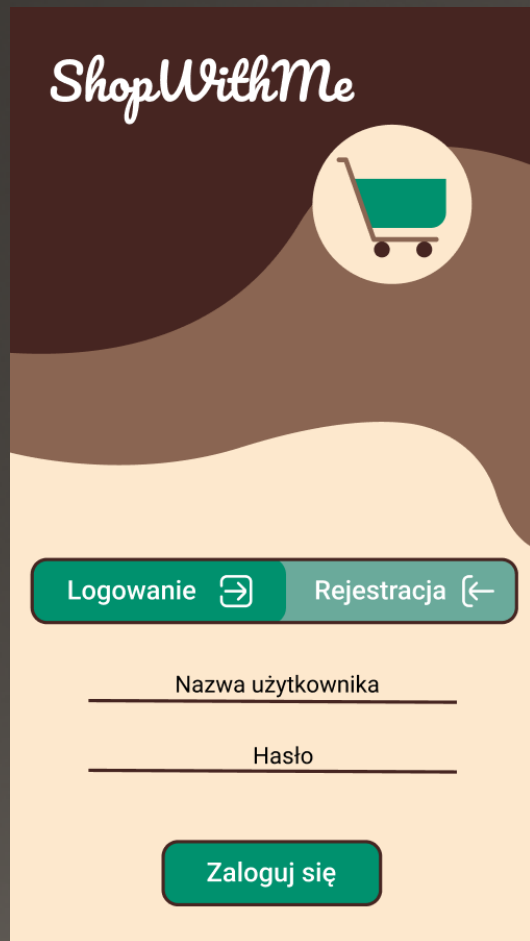 ShopWithMe
Logowanie Rejestracja
Nazwa użytkownika
Hasło
Zaloguj się